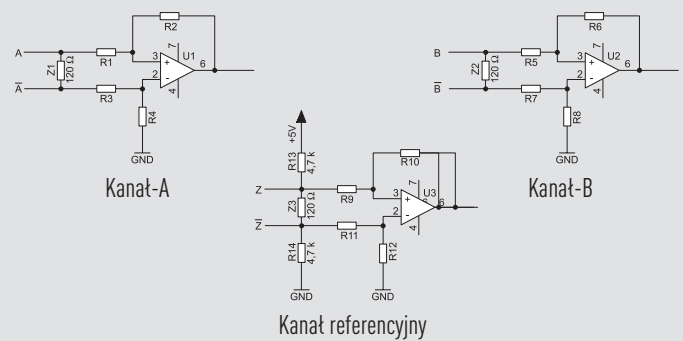 R2
A
R1
7
U1
3
+
6
Z1
120 Ω
2
-
A̅
R3
4
R4
GND
Kanał-A
R6
B
R5
7
U2
3
+
6
Z2
120 Ω
2
-
B̅
R7
4
R8
GND
Kanał-B
+5V
R13
4,7 k
R10
Z
R9
7
U3
3
+
6
6
Z3
120 Ω
2
-
Z̅
R11
4
R14
4,7 k
R12
GND
GND
Kanał referencyjny